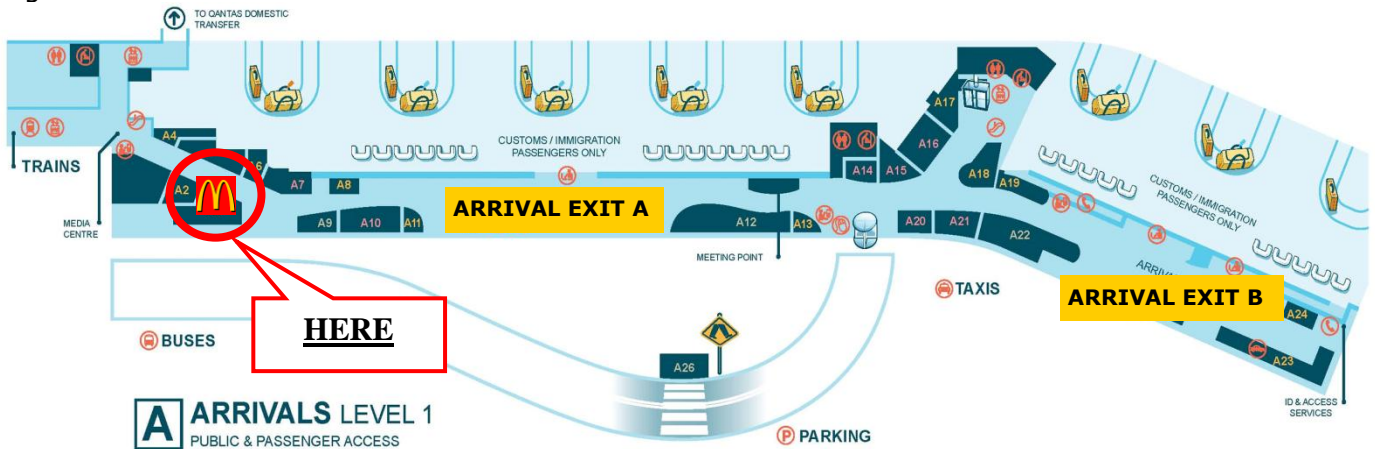 TO QANTAS DOMESTIC
TRANSFER
TRAINS
MEDIA
CENTRE
A4
A2
A7
A8
CUSTOMS / IMMIGRATION
PASSENGERS ONLY
ARRIVAL EXIT A
A9
A10
A11
A12
A13
MEETING POINT
A14
A15
A16
A17
A18
A19
A20
A21
A22
CUSTOMS / IMMIGRATION
PASSENGERS ONLY
ARRIVAL EXIT B
A24
A23
ID & ACCESS
SERVICES
TAXIS
BUSES
HERE
A26
P PARKING
A ARRIVALS LEVEL 1
PUBLIC & PASSENGER ACCESS